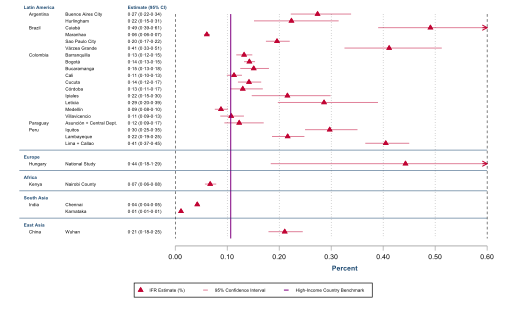 Latin America Estimate (95% CI)
Argentina Buenos Aires City 0·27 (0·22-0·34)
Hurlingham 0·22 (0·15-0·31)
Brazil Cuiabá 0·49 (0·39-0·61)
Maranhao 0·06 (0·06-0·07)
Sao Paulo City 0·20 (0·17-0·22)
Várzea Grande 0·41 (0·33-0·51)
Colombia Barranquilla 0·13 (0·12-0·15)
Bogotá 0·14 (0·13-0·16)
Bucaramanga 0·15 (0·13-0·18)
Cali 0·11 (0·10-0·13)
Cucuta 0·14 (0·12-0·17)
Córdoba 0·13 (0·11-0·17)
Ipiales 0·22 (0·15-0·30)
Leticia 0·29 (0·20-0·39)
Medellin 0·09 (0·08-0·10)
Villavicencio 0·11 (0·09-0·13)
Paraguay Asunción + Central Dept. 0·12 (0·09-0·17)
Peru Iquitos 0·30 (0·25-0·35)
Lambayeque 0·22 (0·19-0·25)
Lima + Callao 0·41 (0·37-0·45)
Europe
Hungary National Study 0·44 (0·18-1·29)
Africa
Kenya Nairobi County 0·07 (0·06-0·08)
South Asia
India Chennai 0·04 (0·04-0·05)
Karnataka 0·01 (0·01-0·01)
East Asia
China Wuhan 0·21 (0·18-0·25)
0.00 0.10 0.20 0.30 0.40 0.50 0.60
Percent
IFR Estimate (%) 95% Confidence Interval High-Income Country Benchmark